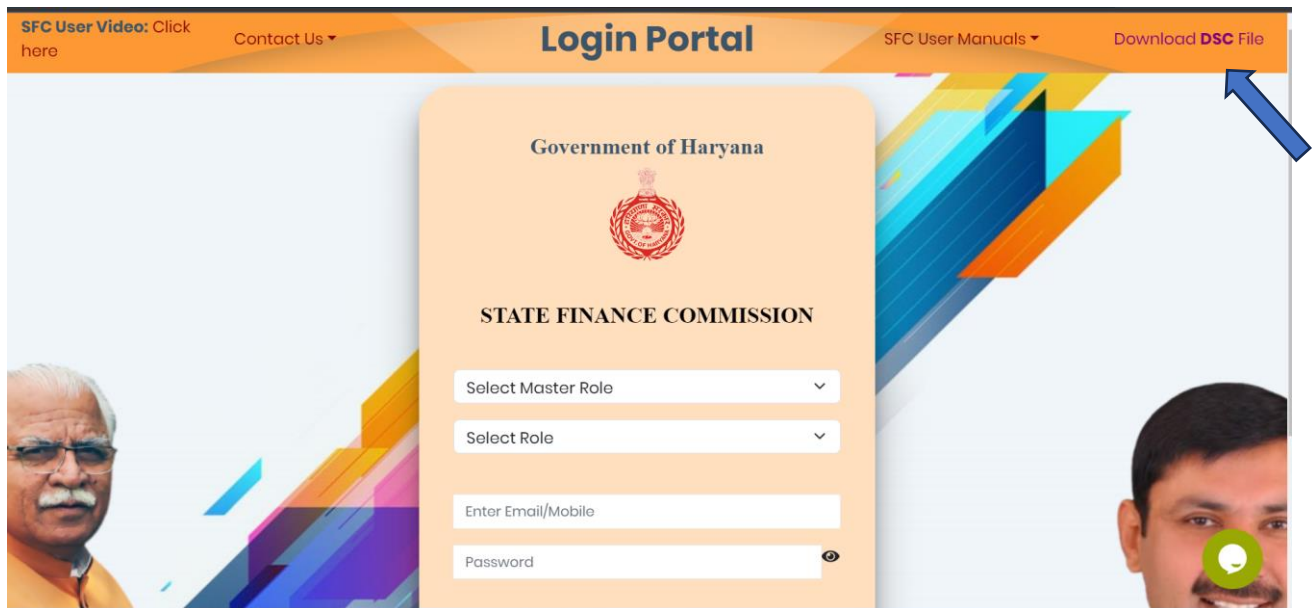 SFC User Video: Click
here
Contact Us
Login Portal
SFC User Manuals
Download DSC File
Government of Haryana
STATE FINANCE COMMISSION
Select Master Role
Select Role
Enter Email/Mobile
Password